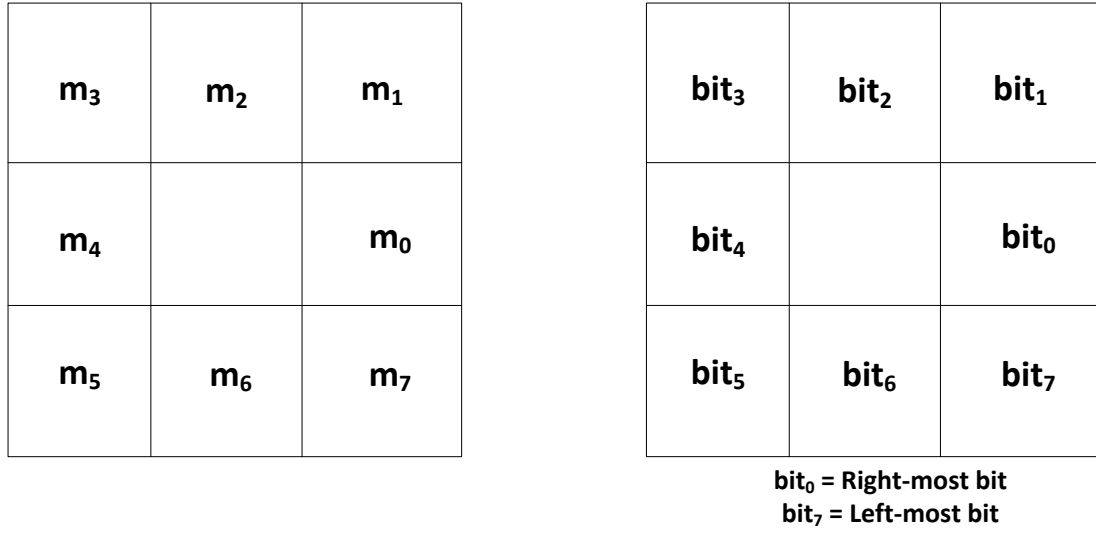 m₃ m₂ m₁ bit₃ bit₂ bit₁
m₄ m₀ bit₄ bit₀
m₅ m₆ m₇ bit₅ bit₆ bit₇
bit₀ = Right-most bit
bit₇ = Left-most bit